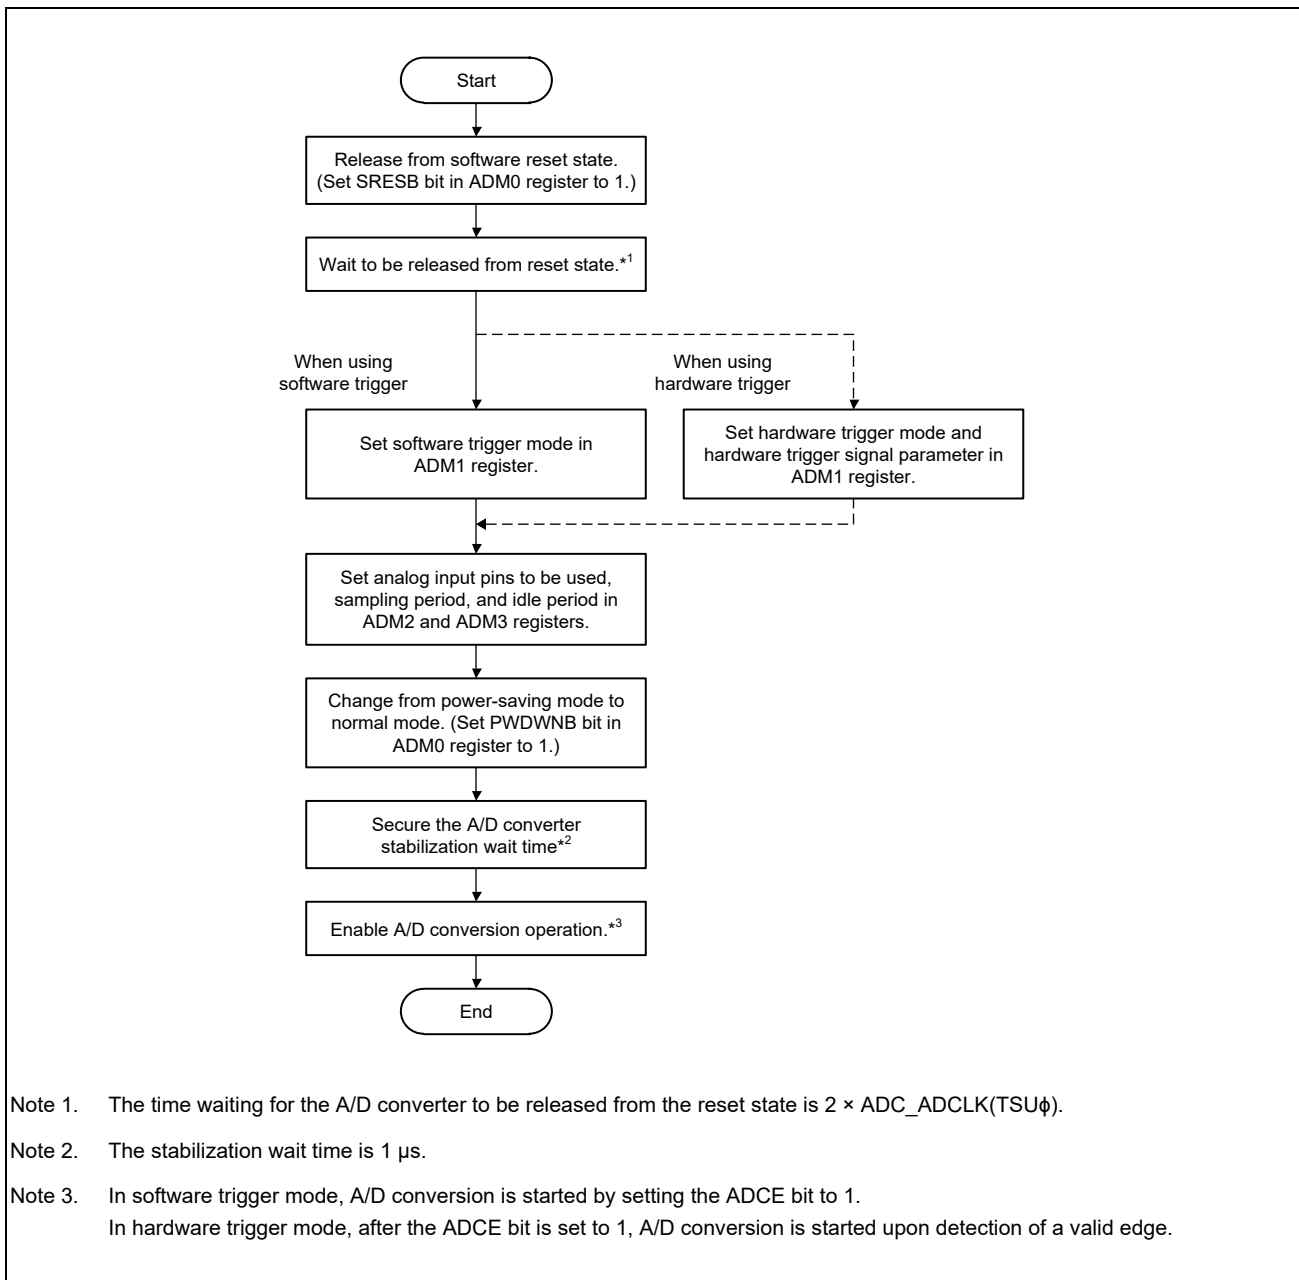 Start
Release from software reset state.
(Set SRESB bit in ADM0 register to 1.)
Wait to be released from reset state.*1
When using
software trigger
When using
hardware trigger
Set software trigger mode in
ADM1 register.
Set hardware trigger mode and
hardware trigger signal parameter in
ADM1 register.
Set analog input pins to be used,
sampling period, and idle period in
ADM2 and ADM3 registers.
Change from power-saving mode to
normal mode. (Set PWDWNB bit in
ADM0 register to 1.)
Secure the A/D converter
stabilization wait time*2
Enable A/D conversion operation.*3
End
Note 1. The time waiting for the A/D converter to be released from the reset state is 2 × ADC_ADCLK(TSUϕ).
Note 2. The stabilization wait time is 1 μs.
Note 3. In software trigger mode, A/D conversion is started by setting the ADCE bit to 1.
In hardware trigger mode, after the ADCE bit is set to 1, A/D conversion is started upon detection of a valid edge.